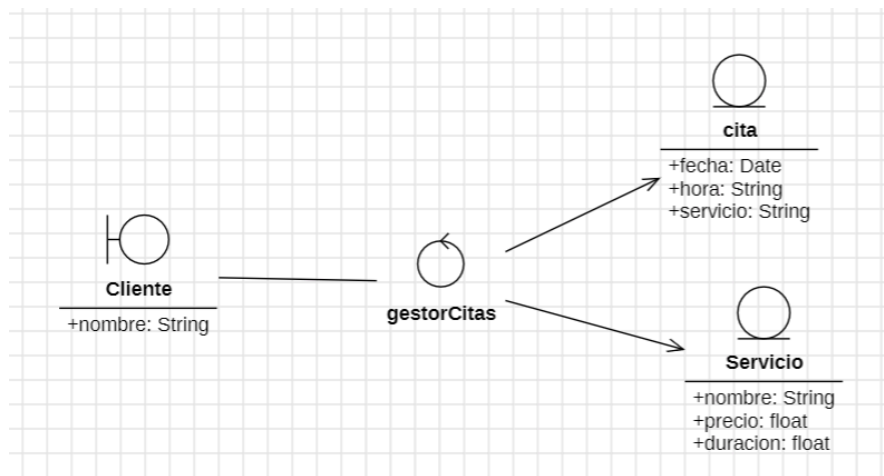 Cliente
+nombre: String
gestorCitas
cita
+fecha: Date
+hora: String
+servicio: String
Servicio
+nombre: String
+precio: float
+duracion: float